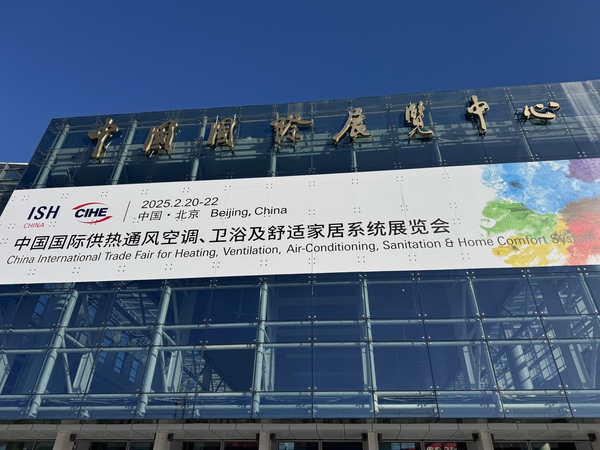 中国国际展览中心
ISH CHINA
CIHE
2025.2.20-22
中国·北京 Beijing, China
中国国际供热通风空调、卫浴及舒适家居系统展览会
China International Trade Fair for Heating, Ventilation, Air-Conditioning, Sanitation & Home Comfort Systems